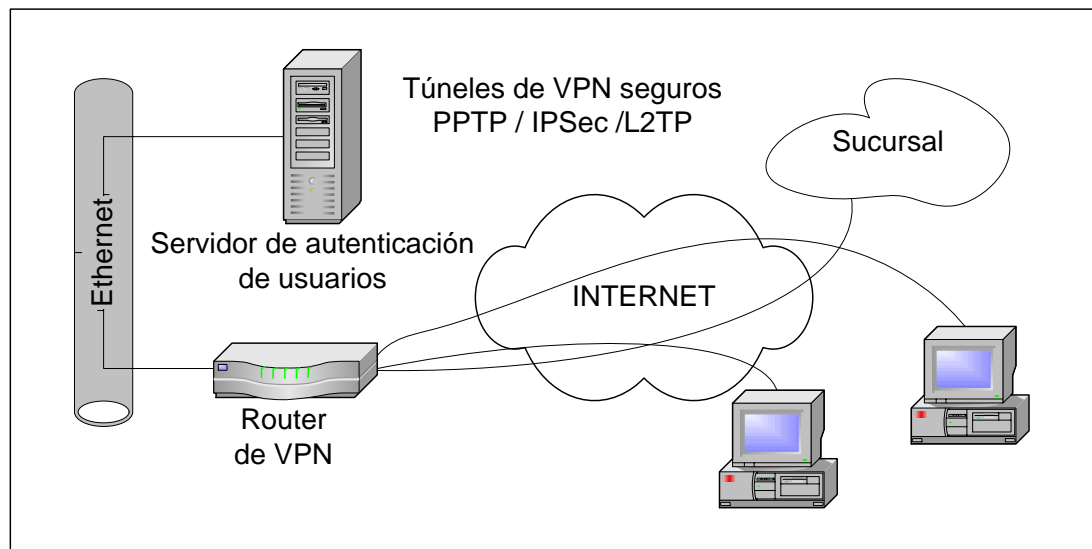 Túneles de VPN seguros
PPTP / IPSec /L2TP
Sucursal
Ethernet
Servidor de autenticación
de usuarios
INTERNET
Router
de VPN